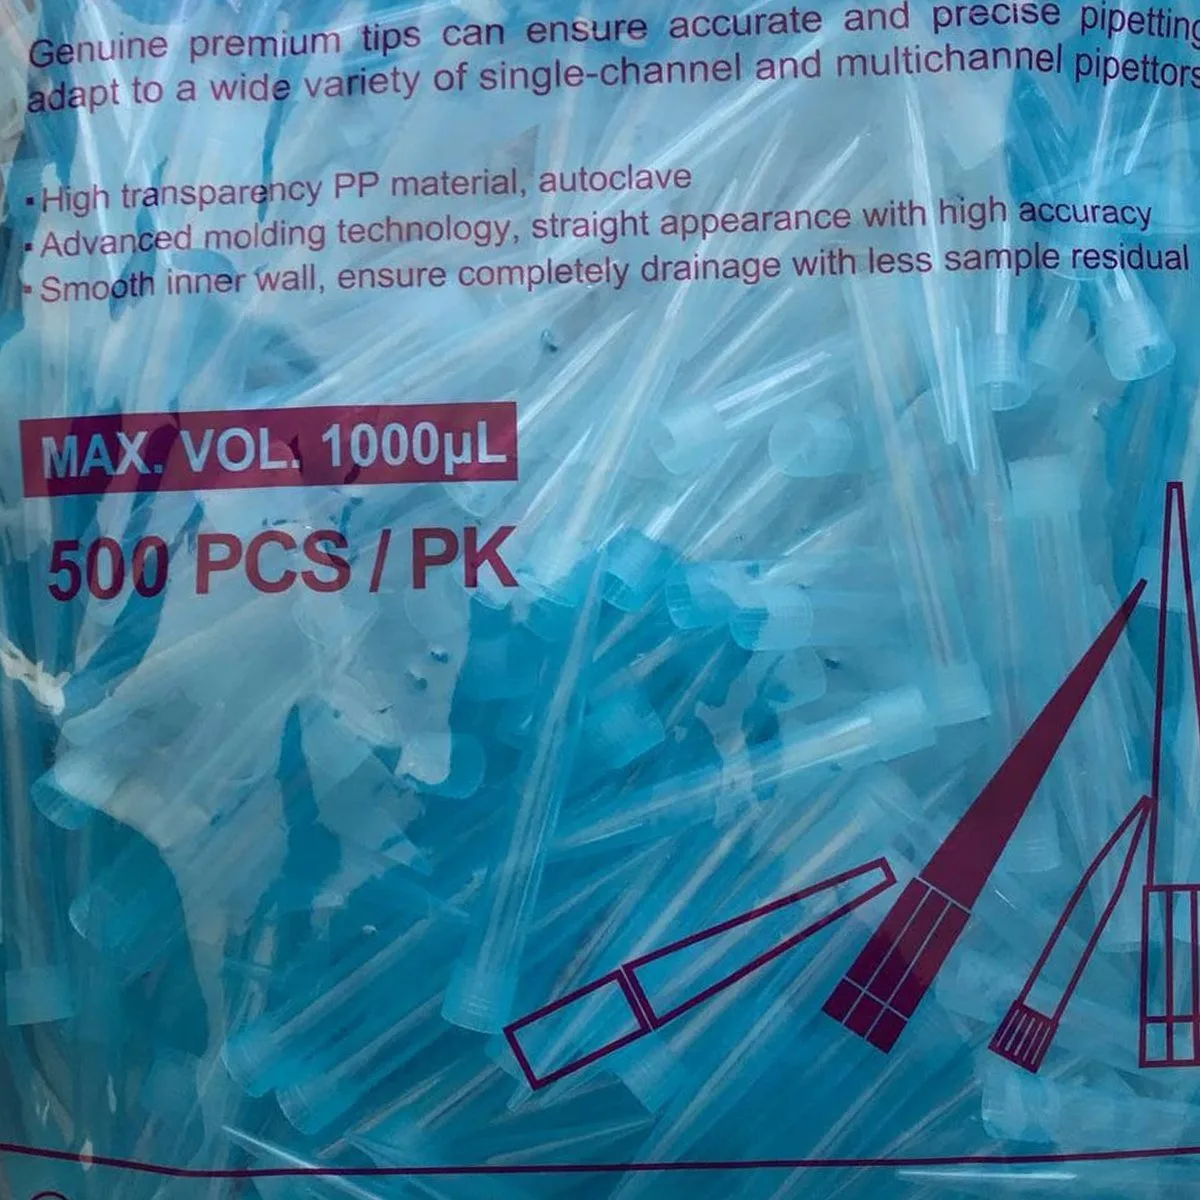 Genuine premium tips can ensure accurate and precise pipetting
adapt to a wide variety of single-channel and multichannel pipettors
▪ High transparency PP material, autoclave
▪ Advanced molding technology, straight appearance with high accuracy
▪ Smooth inner wall, ensure completely drainage with less sample residual
MAX. VOL. 1000µL
500 PCS / PK